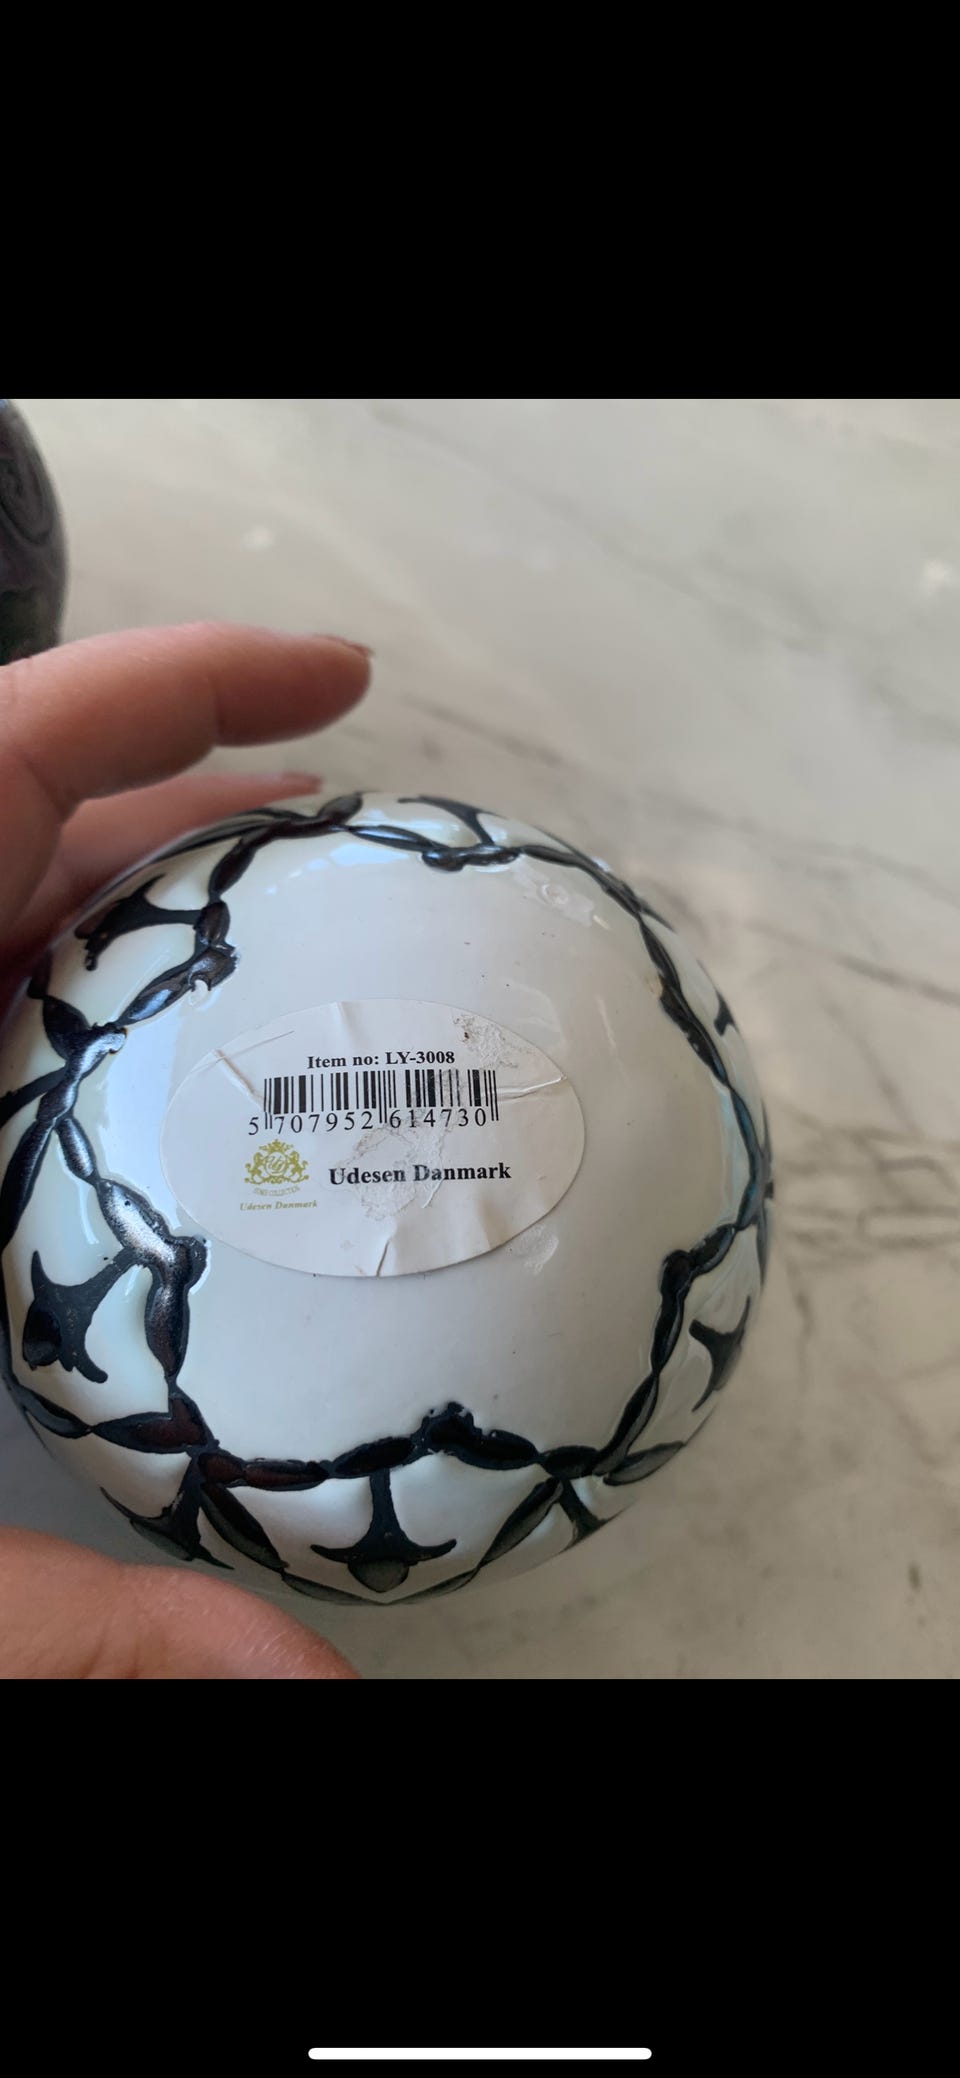 Item no: LY-3008
5 707952 614730
Udesen Danmark
Udesen Danmark